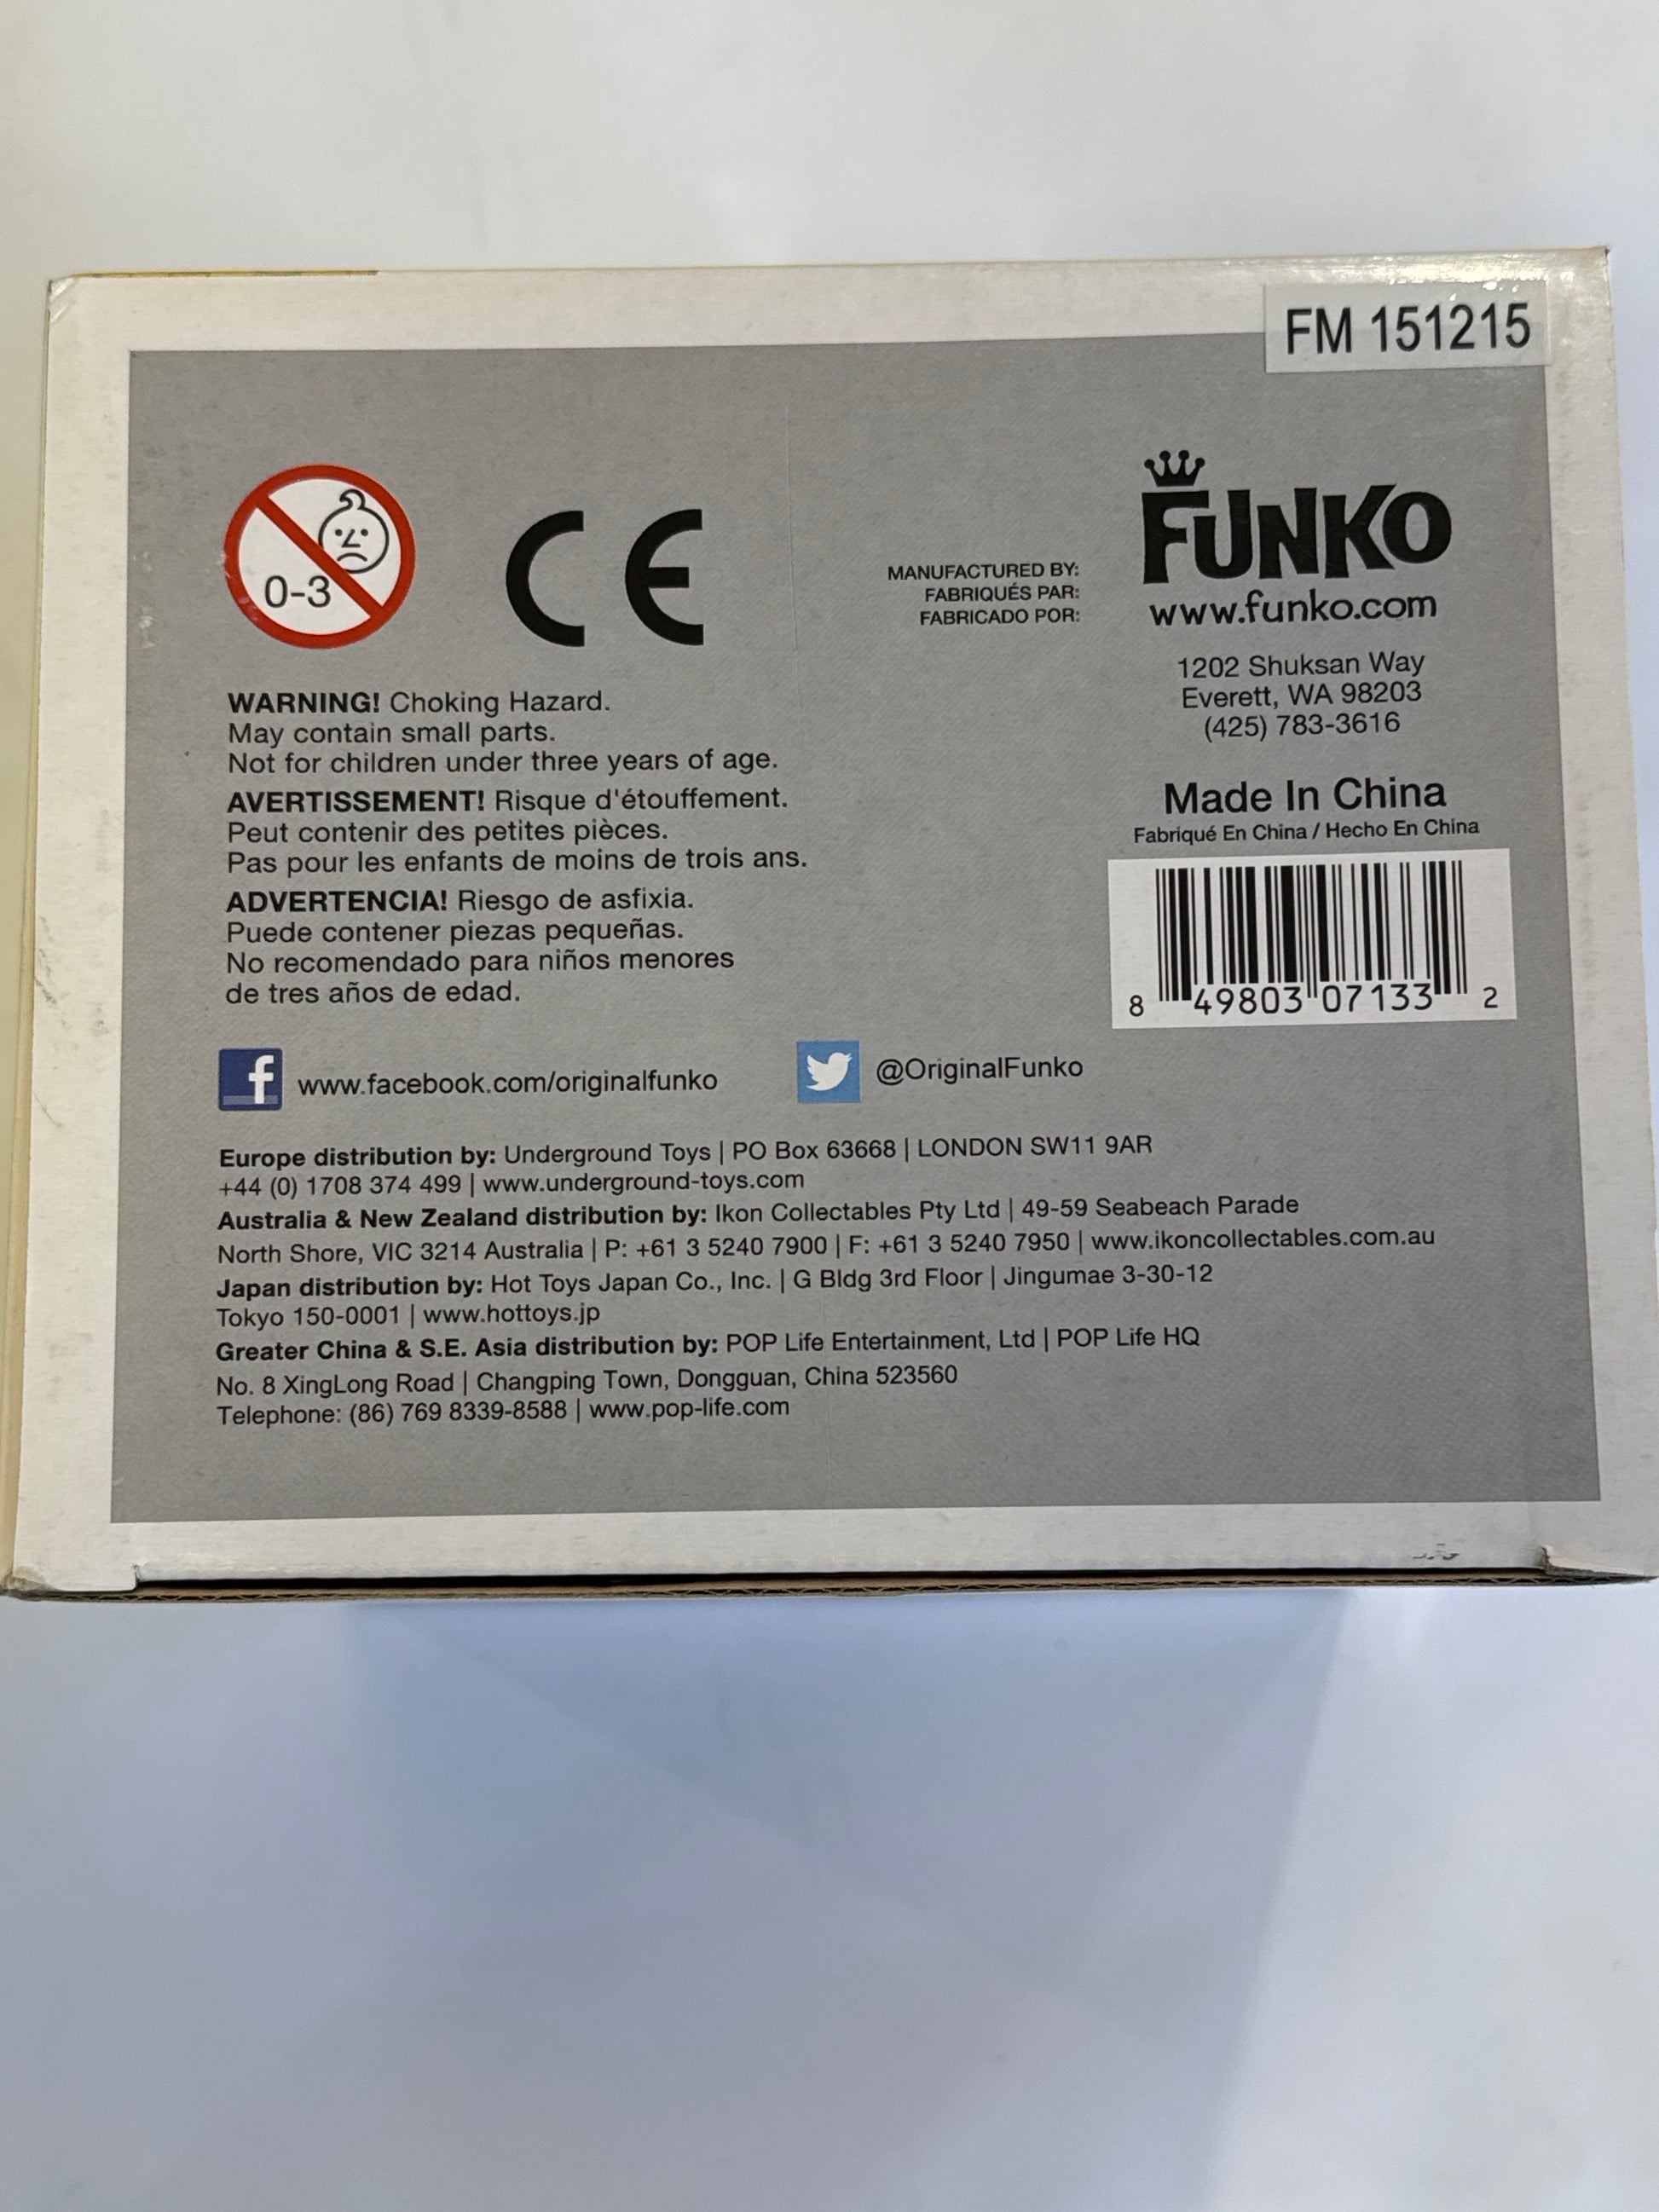 FM 151215
0-3
CE
MANUFACTURED BY:
FABRIQUÉS PAR:
FABRICADO POR:
FUNKO
www.funko.com
1202 Shuksan Way
Everett, WA 98203
(425) 783-3616
WARNING! Choking Hazard.
May contain small parts.
Not for children under three years of age.
AVERTISSEMENT! Risque d'étouffement.
Peut contenir des petites pièces.
Pas pour les enfants de moins de trois ans.
ADVERTENCIA! Riesgo de asfixia.
Puede contener piezas pequeñas.
No recomendado para niños menores
de tres años de edad.
Made In China
Fabriqué En China / Hecho En China
8 49803 07133 2
f www.facebook.com/originalfunko
@OriginalFunko
Europe distribution by: Underground Toys | PO Box 63668 | LONDON SW11 9AR
+44 (0) 1708 374 499 | www.underground-toys.com
Australia & New Zealand distribution by: Ikon Collectables Pty Ltd | 49-59 Seabeach Parade
North Shore, VIC 3214 Australia | P: +61 3 5240 7900 | F: +61 3 5240 7950 | www.ikoncollectables.com.au
Japan distribution by: Hot Toys Japan Co., Inc. | G Bldg 3rd Floor | Jingumae 3-30-12
Tokyo 150-0001 | www.hottoys.jp
Greater China & S.E. Asia distribution by: POP Life Entertainment, Ltd | POP Life HQ
No. 8 XingLong Road | Changping Town, Dongguan, China 523560
Telephone: (86) 769 8339-8588 | www.pop-life.com